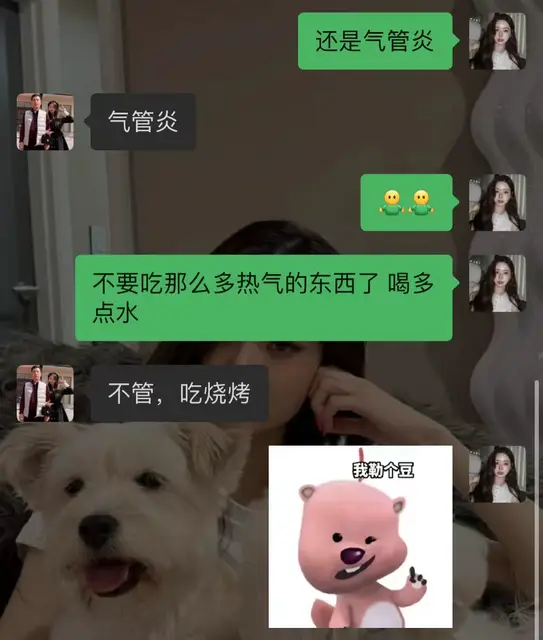 还是气管炎
气管炎
不要吃那么多热气的东西了 喝多
点水
不管，吃烧烤
我勒个豆